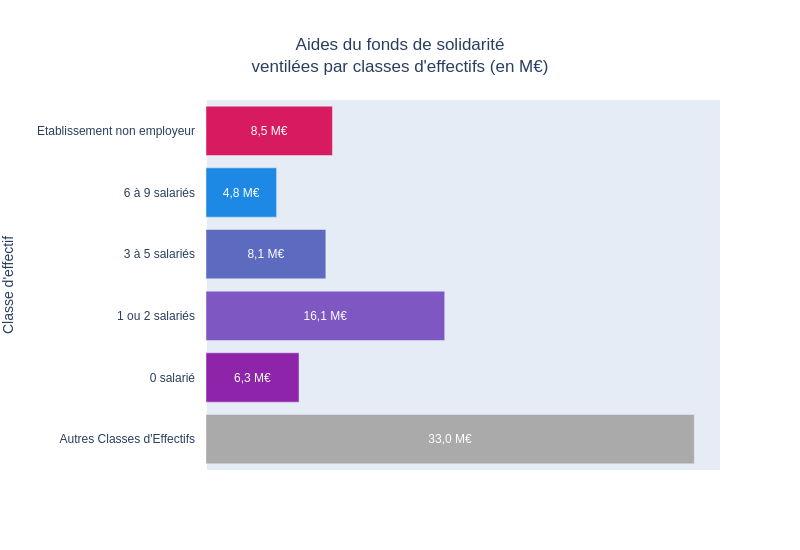 Aides du fonds de solidarité
ventilées par classes d'effectifs (en M€)
Classe d'effectif
Etablissement non employeur
8,5 M€
6 à 9 salariés
4,8 M€
3 à 5 salariés
8,1 M€
1 ou 2 salariés
16,1 M€
0 salarié
6,3 M€
Autres Classes d'Effectifs
33,0 M€